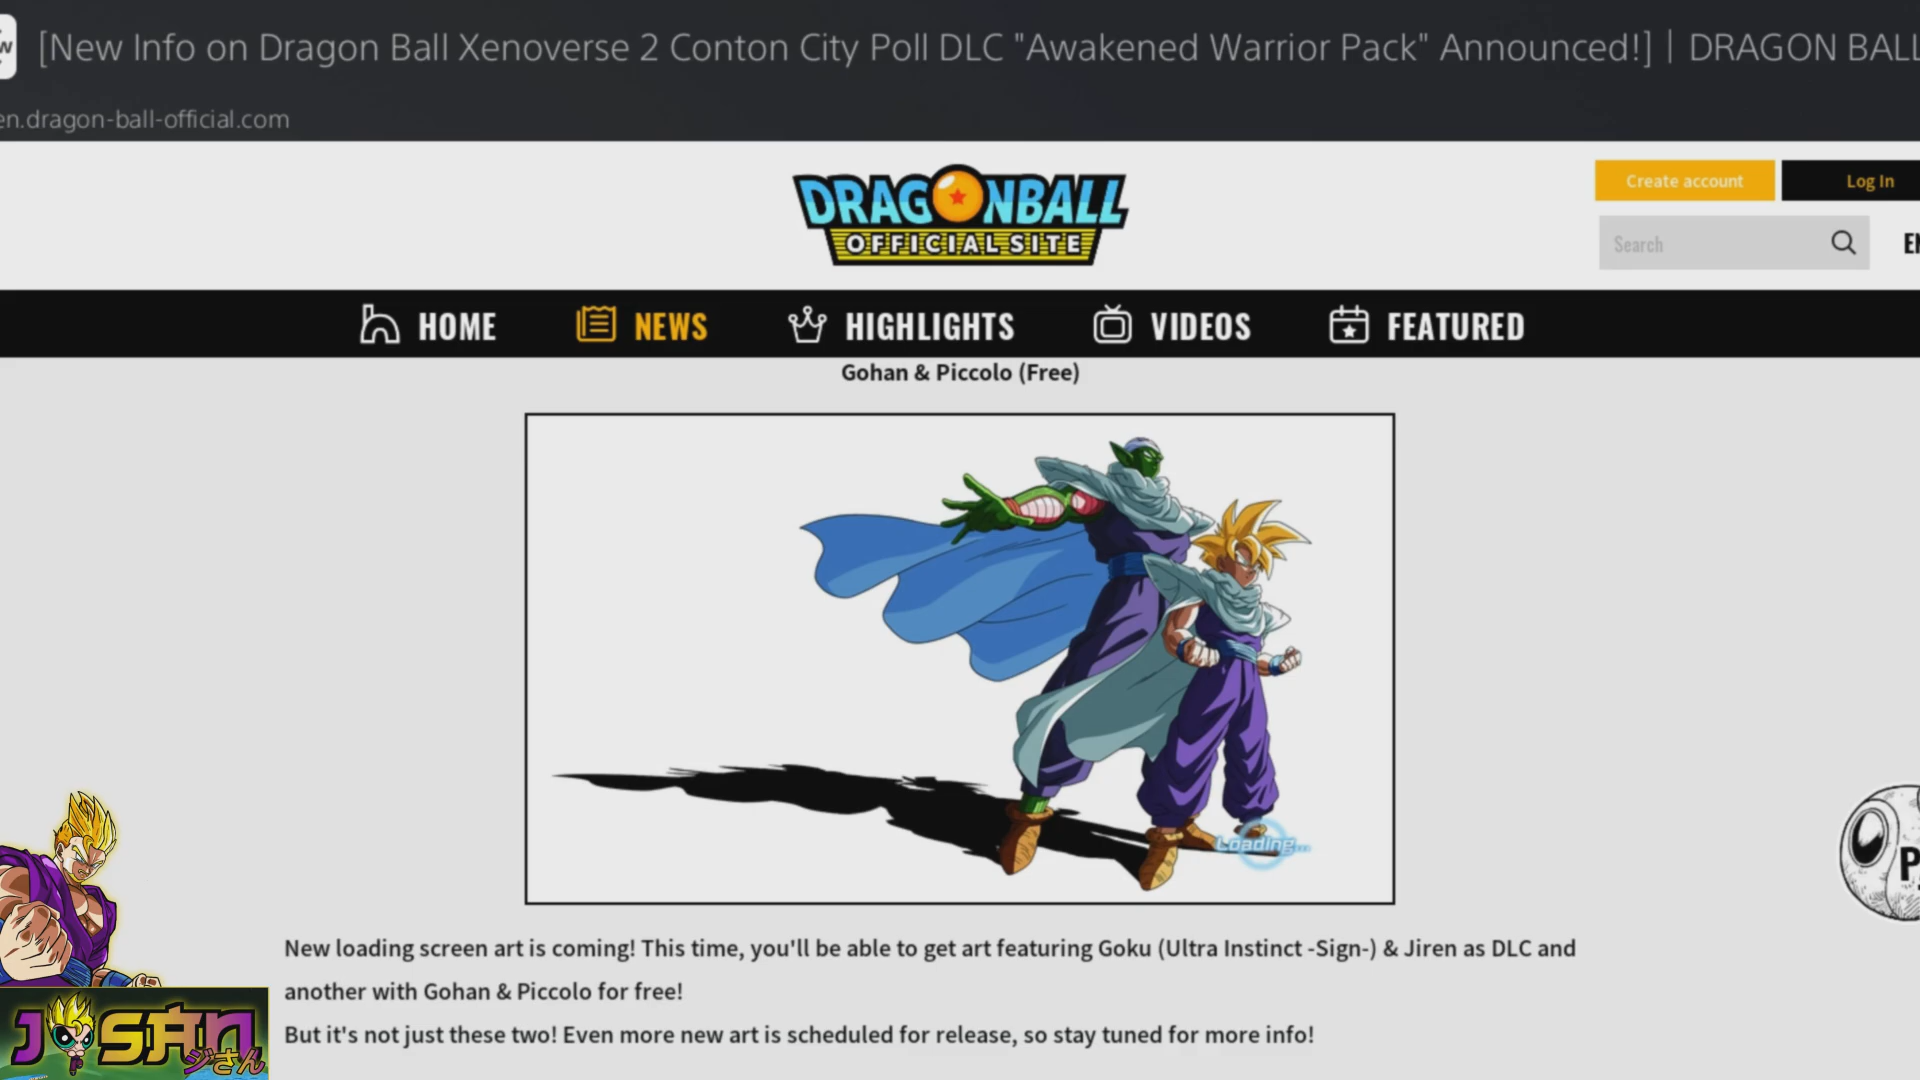 [New Info on Dragon Ball Xenoverse 2 Conton City Poll DLC "Awakened Warrior Pack" Announced!] | DRAGON BALL
en.dragon-ball-official.com
DRAGONBALL
OFFICIAL SITE
Create account
Log In
Search
EN
HOME
NEWS
HIGHLIGHTS
VIDEOS
FEATURED
Gohan & Piccolo (Free)
Loading...
New loading screen art is coming! This time, you'll be able to get art featuring Goku (Ultra Instinct -Sign-) & Jiren as DLC and
another with Gohan & Piccolo for free!
But it's not just these two! Even more new art is scheduled for release, so stay tuned for more info!
ジさん